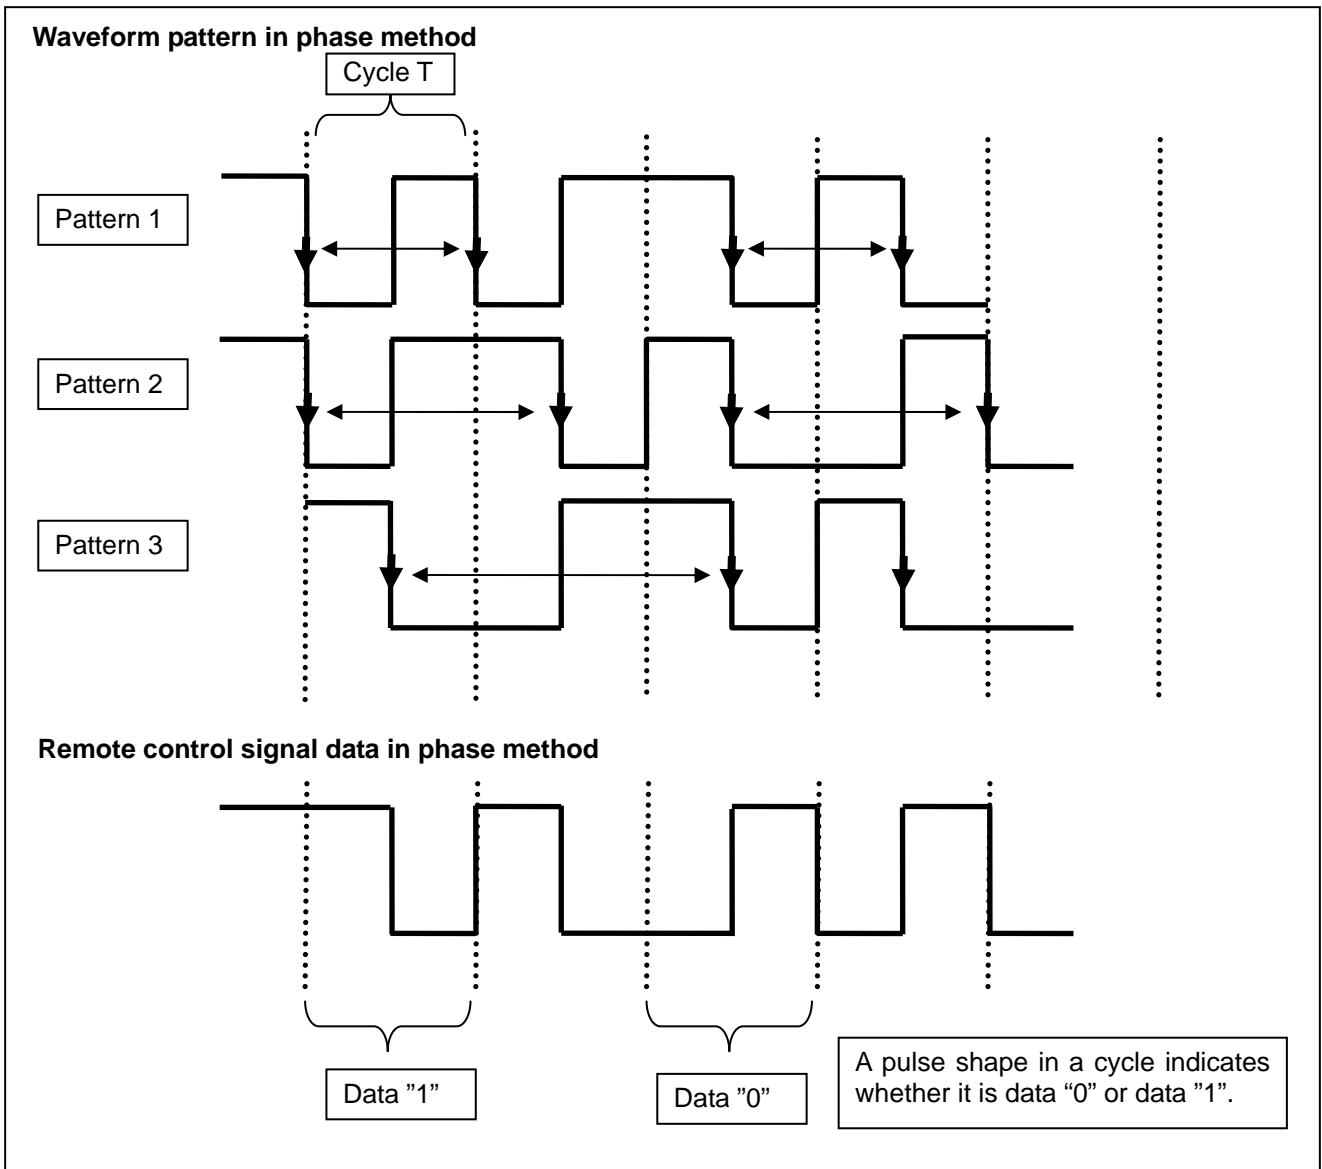 Waveform pattern in phase method
Cycle T
Pattern 1
Pattern 2
Pattern 3
Remote control signal data in phase method
Data ”1”
Data ”0”
A pulse shape in a cycle indicates
whether it is data “0” or data ”1”.